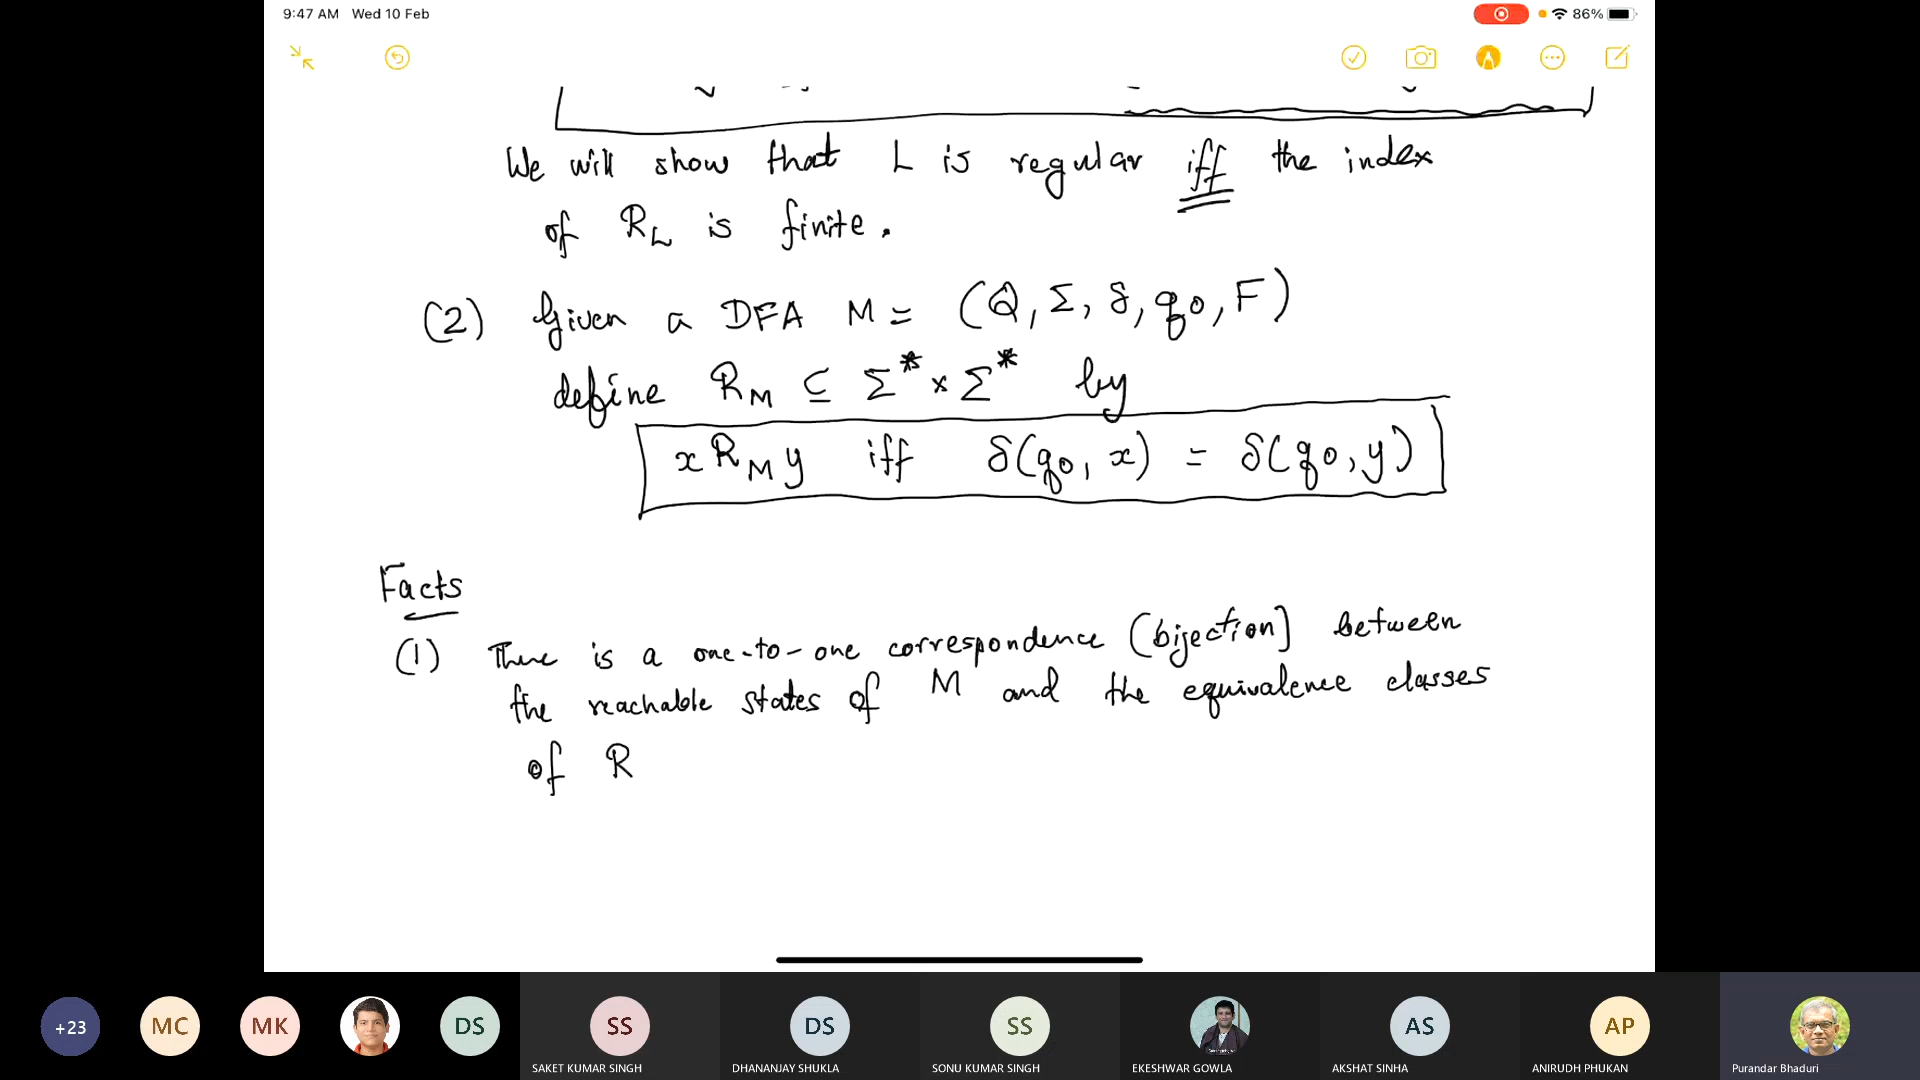 9:47 AM Wed 10 Feb
86%
We will show that L is regular iff the index
of R_L is finite.
(2) Given a DFA M = (Q, Σ, δ, q0, F)
define R_M ⊆ Σ* × Σ* by
x R_M y iff δ(q0, x) = δ(q0, y)
Facts
(1) There is a one-to-one correspondence (bijection) between
the reachable states of M and the equivalence classes
of R
+23
MC
MK
DS
SS
DS
SS
AS
AP
SAKET KUMAR SINGH
DHANANJAY SHUKLA
SONU KUMAR SINGH
EKESHWAR GOWLA
AKSHAT SINHA
ANIRUDH PHUKAN
Purandar Bhaduri